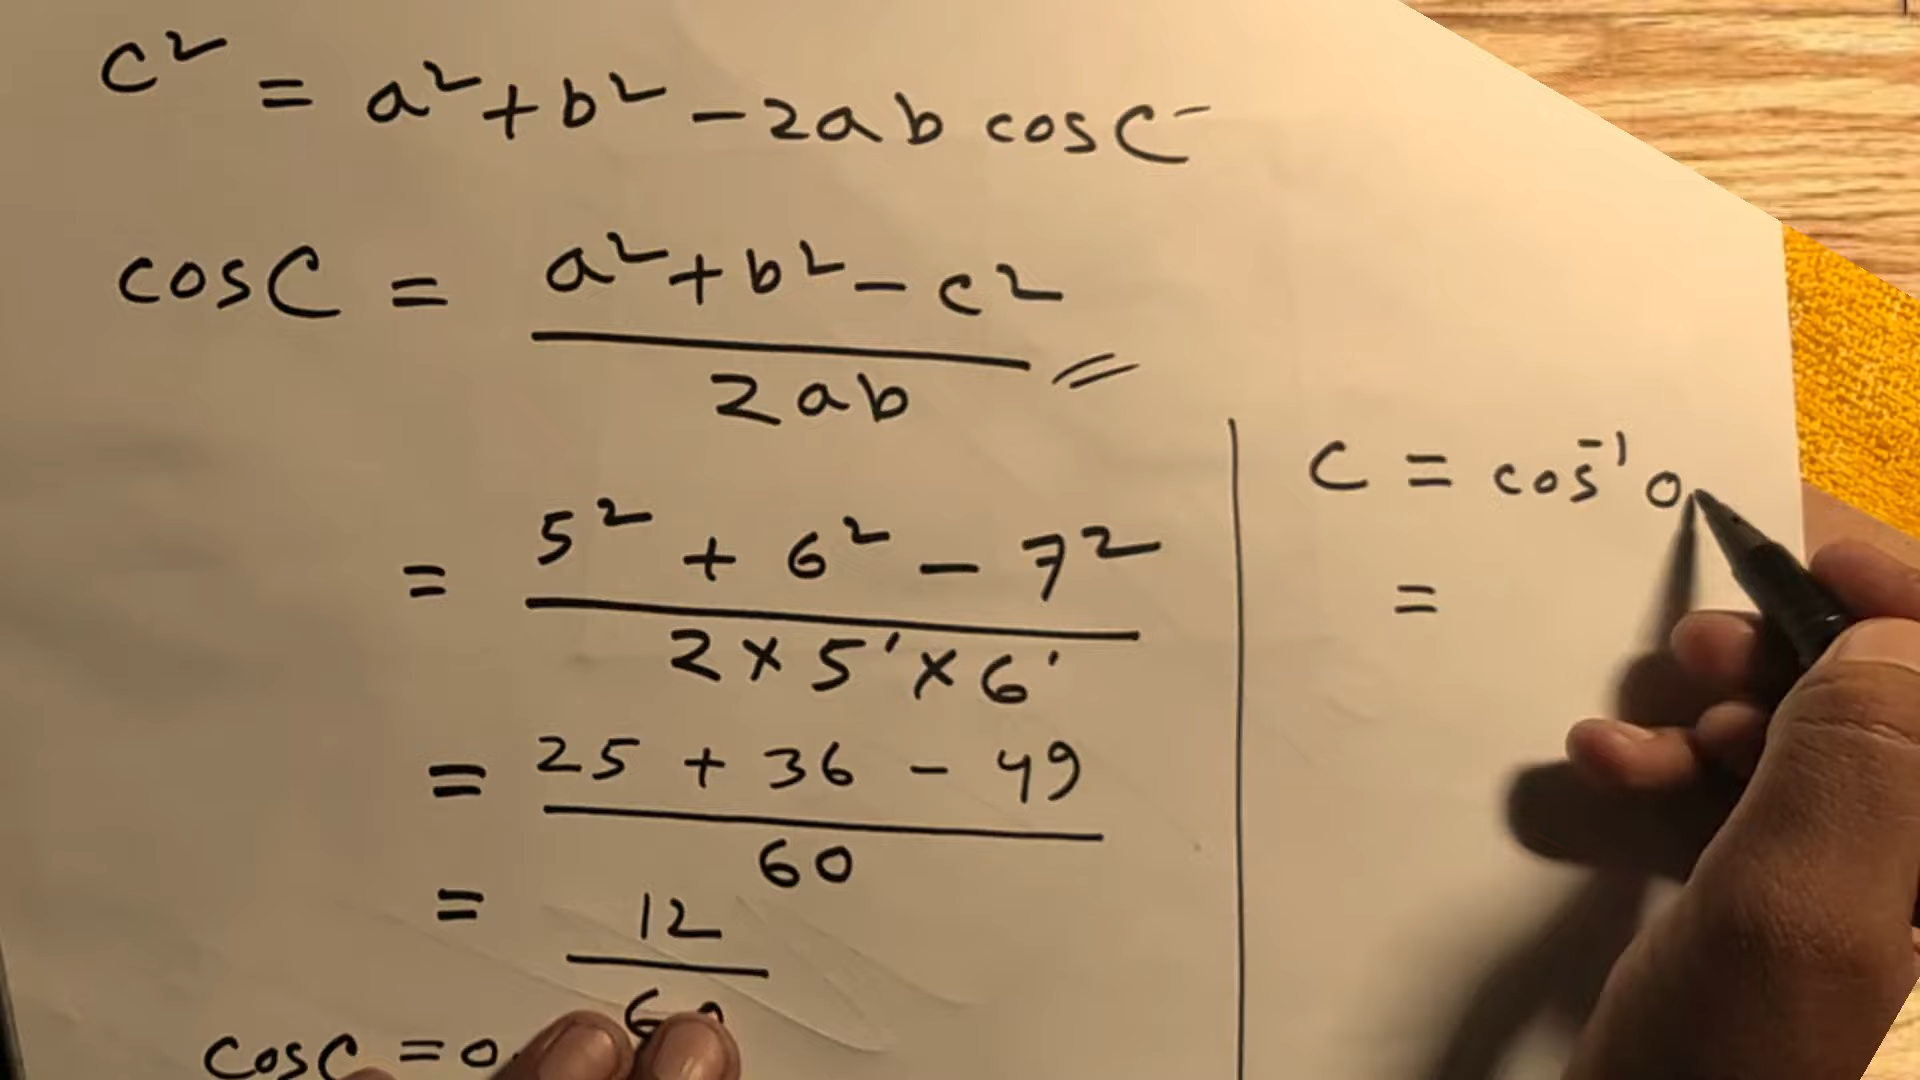 c² = a² + b² - 2ab cosC
cosC = a² + b² - c² / 2ab
= 5² + 6² - 7² / 2 × 5' × 6'
= 25 + 36 - 49 / 60
= 12 / 60
cosC = 0.
C = cos⁻¹ 0
=